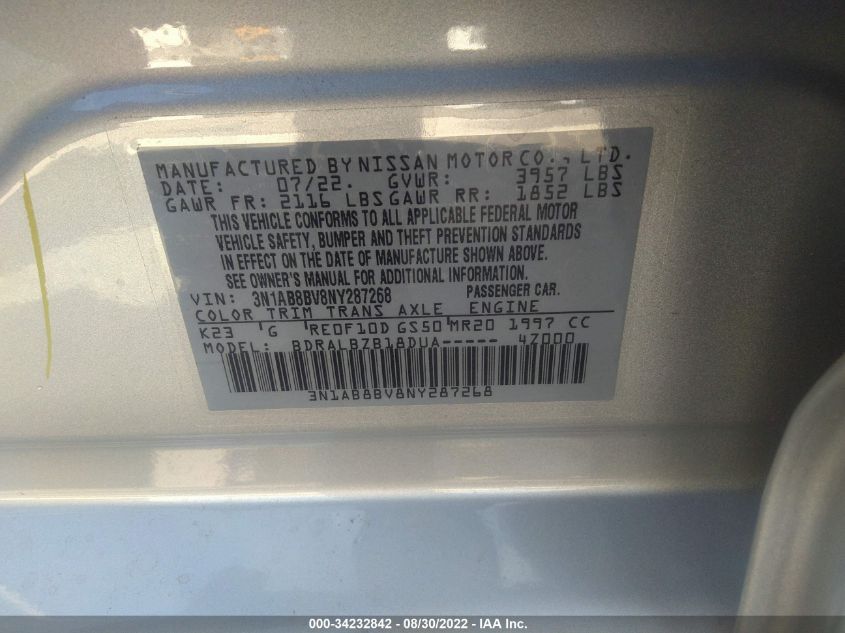 MANUFACTURED BY NISSAN MOTOR CO., LTD.
DATE: 07/22. GVWR: 3957 LBS
GAWR FR: 2116 LBS GAWR RR: 1852 LBS
THIS VEHICLE CONFORMS TO ALL APPLICABLE FEDERAL MOTOR
VEHICLE SAFETY, BUMPER AND THEFT PREVENTION STANDARDS
IN EFFECT ON THE DATE OF MANUFACTURE SHOWN ABOVE.
SEE OWNER'S MANUAL FOR ADDITIONAL INFORMATION.
VIN: 3N1AB8BV8NY287268 PASSENGER CAR.
COLOR TRIM TRANS AXLE ENGINE
K23 G RE0F10D GS50 MR20 1997 CC
MODEL: BDRALBZB18DUA----- 47000
3N1AB8BV8NY287268
000-34232842 - 08/30/2022 - IAA Inc.